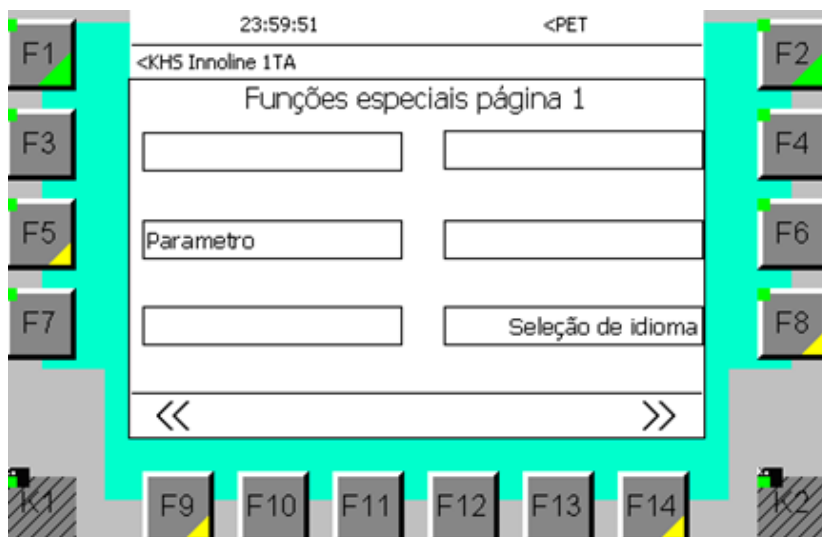 23:59:51 <PET
F1 F2
<KHS Innoline 1TA
Funções especiais página 1
F3 F4
F5 Parametro F6
F7 Seleção de idioma F8
<< >>
K1 F9 F10 F11 F12 F13 F14 K2